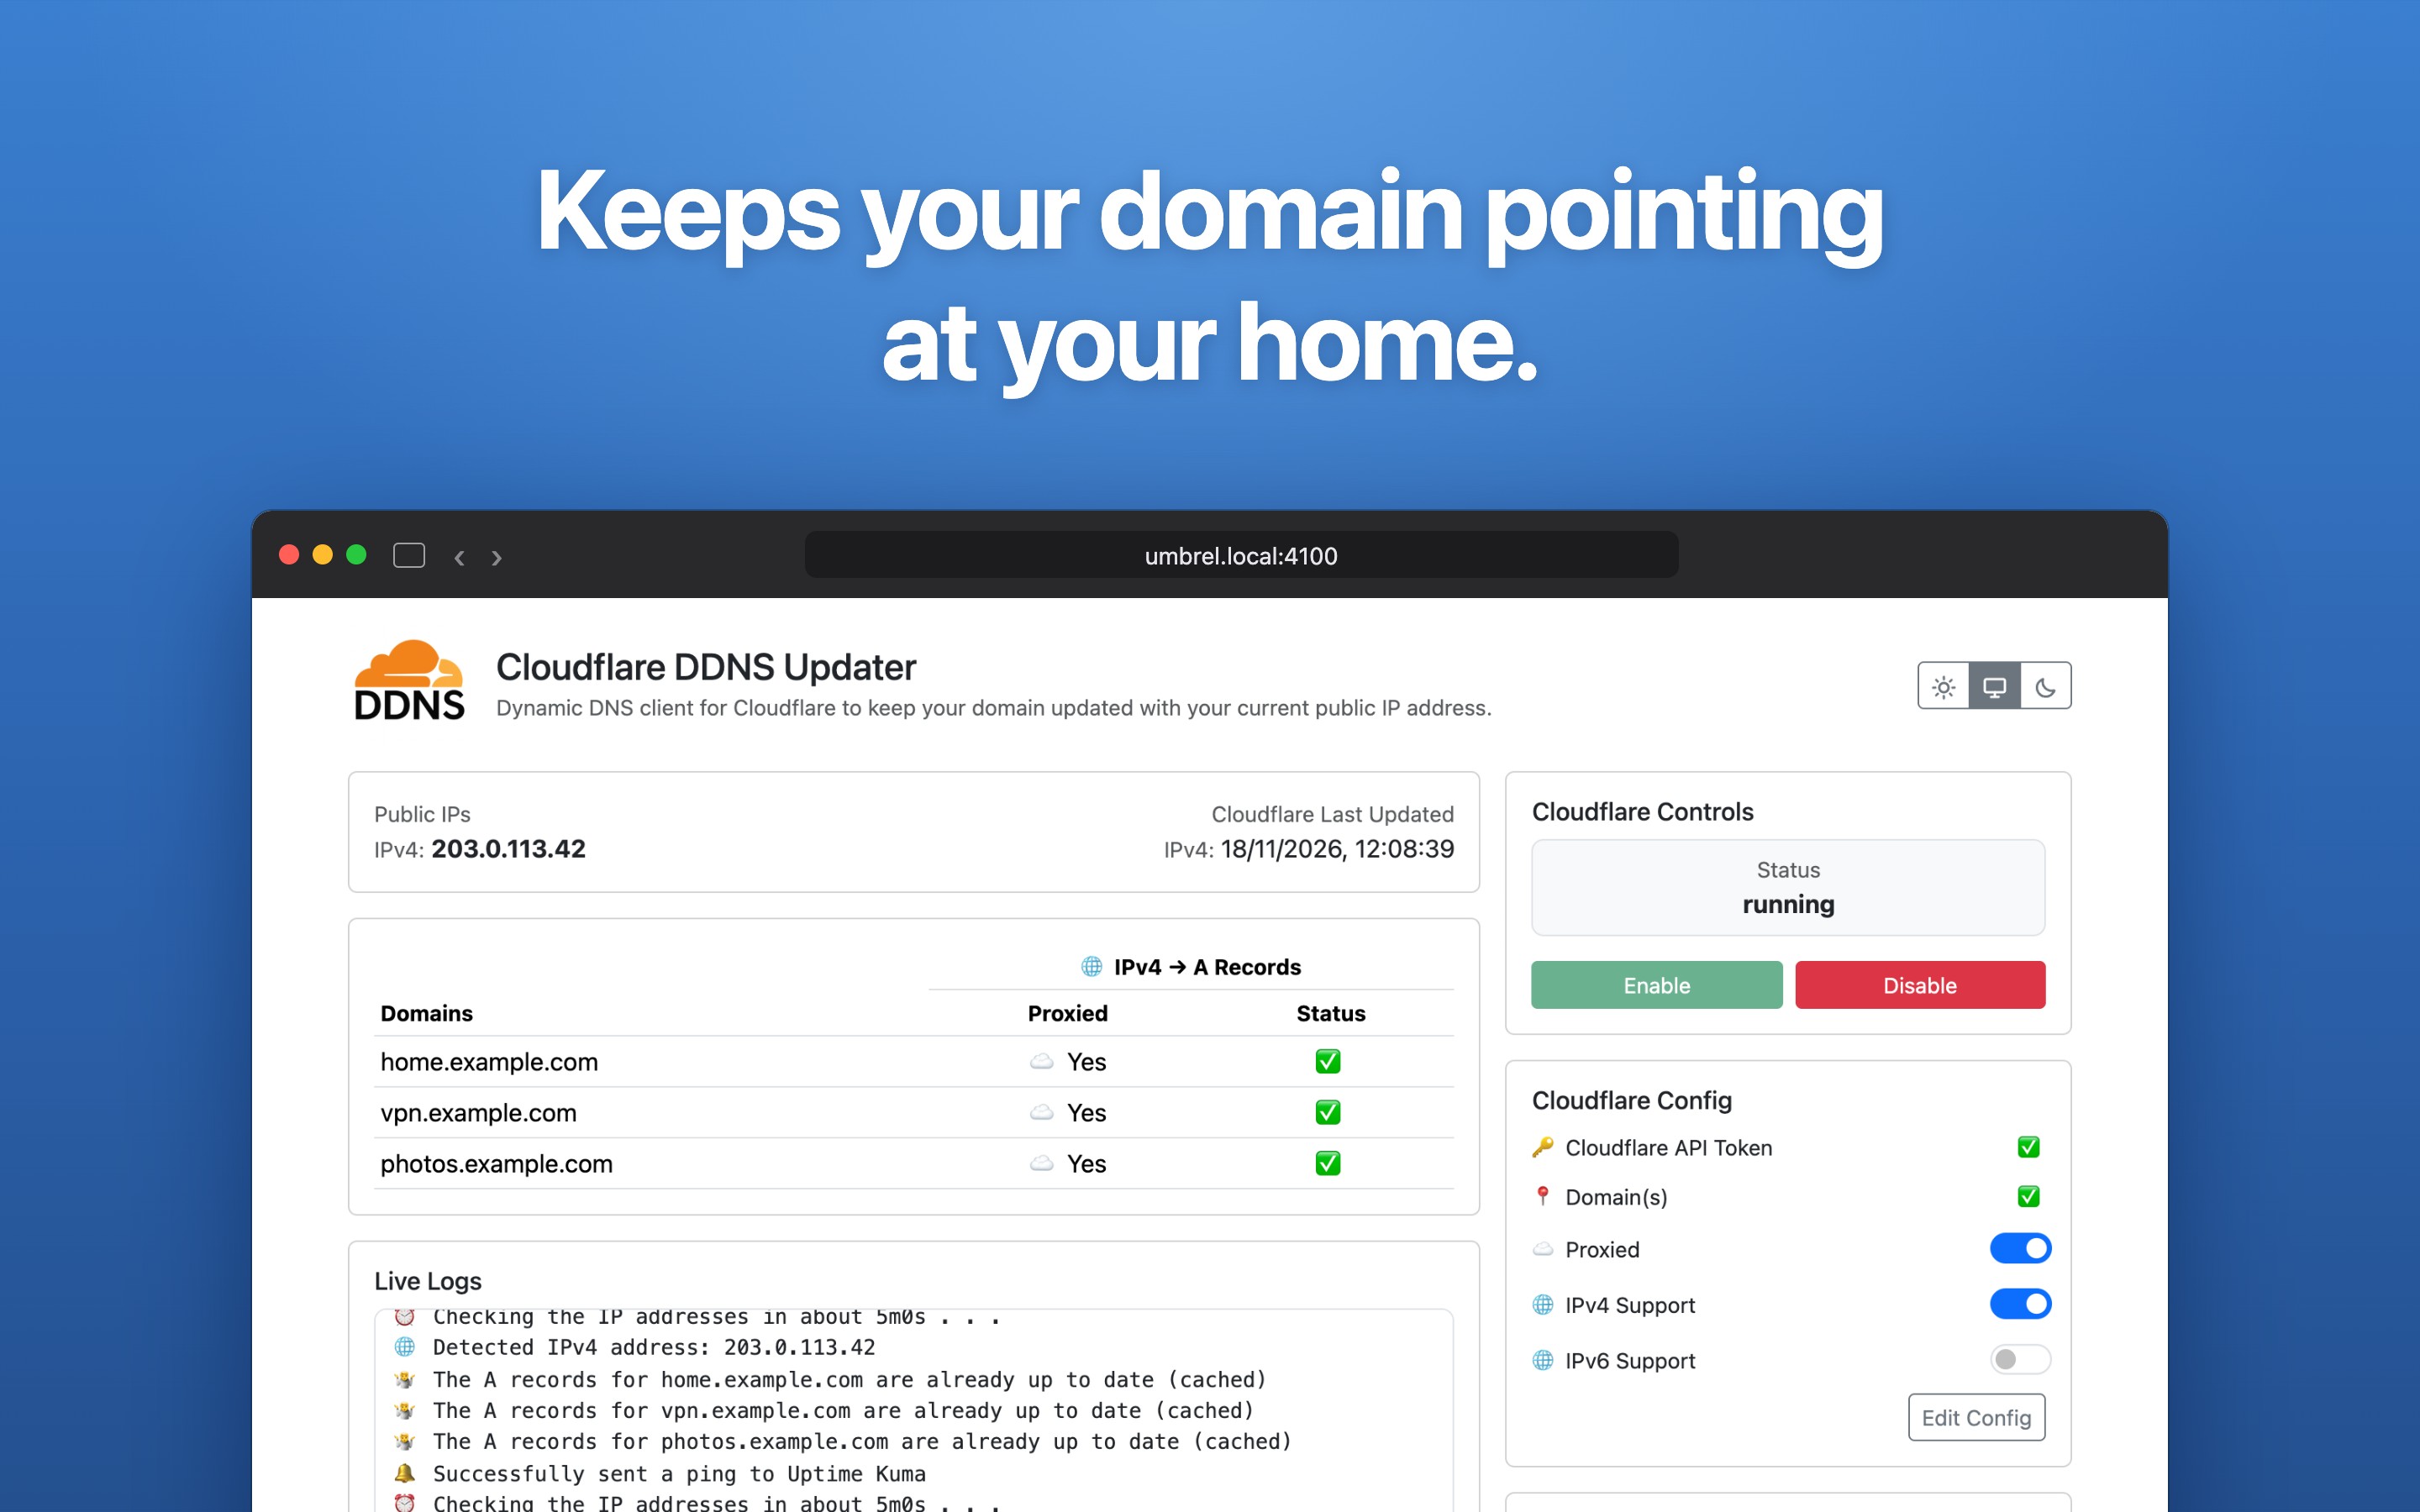 Keeps your domain pointing
at your home.
umbrel.local:4100
DDNS
Cloudflare DDNS Updater
Dynamic DNS client for Cloudflare to keep your domain updated with your current public IP address.
Public IPs
IPv4: 203.0.113.42
Cloudflare Last Updated
IPv4: 18/11/2026, 12:08:39
IPv4 → A Records
Domains Proxied Status
home.example.com Yes
vpn.example.com Yes
photos.example.com Yes
Live Logs
Checking the IP addresses in about 5m0s . . .
Detected IPv4 address: 203.0.113.42
The A records for home.example.com are already up to date (cached)
The A records for vpn.example.com are already up to date (cached)
The A records for photos.example.com are already up to date (cached)
Successfully sent a ping to Uptime Kuma
Checking the IP addresses in about 5m0s . . .
Cloudflare Controls
Status
running
Enable Disable
Cloudflare Config
Cloudflare API Token
Domain(s)
Proxied
IPv4 Support
IPv6 Support
Edit Config